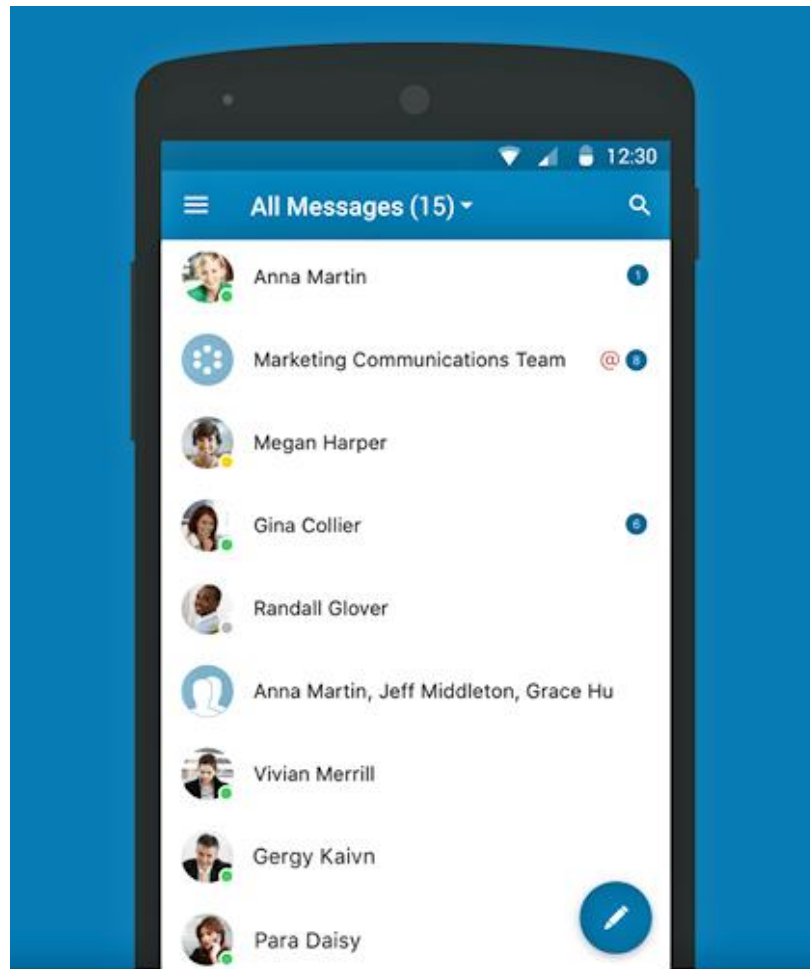 12:30
All Messages (15)
Anna Martin 1
Marketing Communications Team @ 8
Megan Harper
Gina Collier 6
Randall Glover
Anna Martin, Jeff Middleton, Grace Hu
Vivian Merrill
Gergy Kaivn
Para Daisy